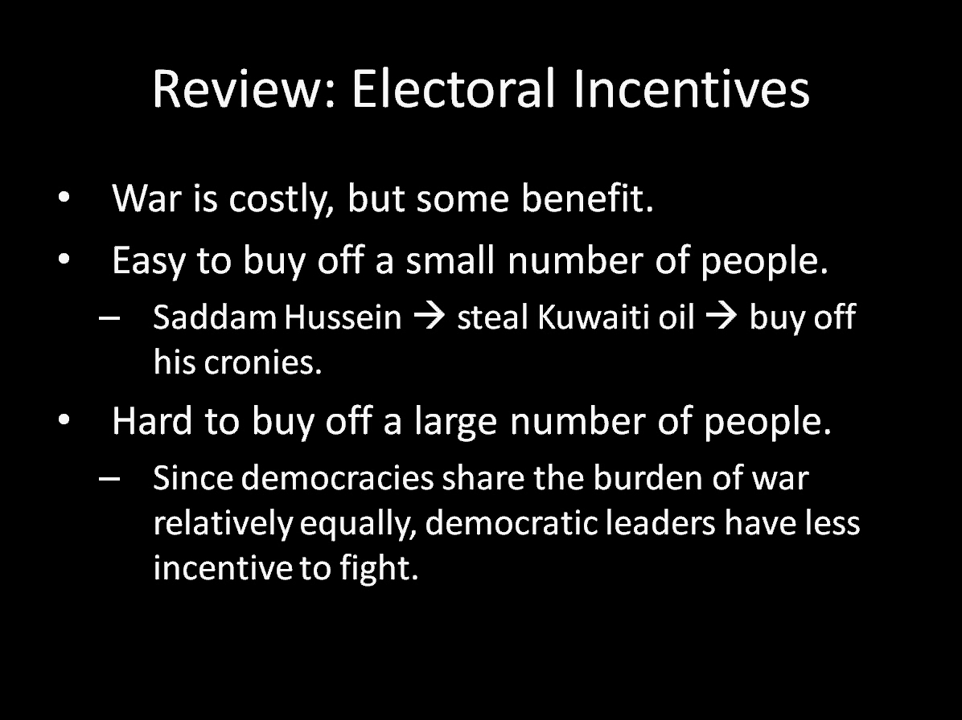 Review: Electoral Incentives
• War is costly, but some benefit.
• Easy to buy off a small number of people.
– Saddam Hussein → steal Kuwaiti oil → buy off
his cronies.
• Hard to buy off a large number of people.
– Since democracies share the burden of war
relatively equally, democratic leaders have less
incentive to fight.